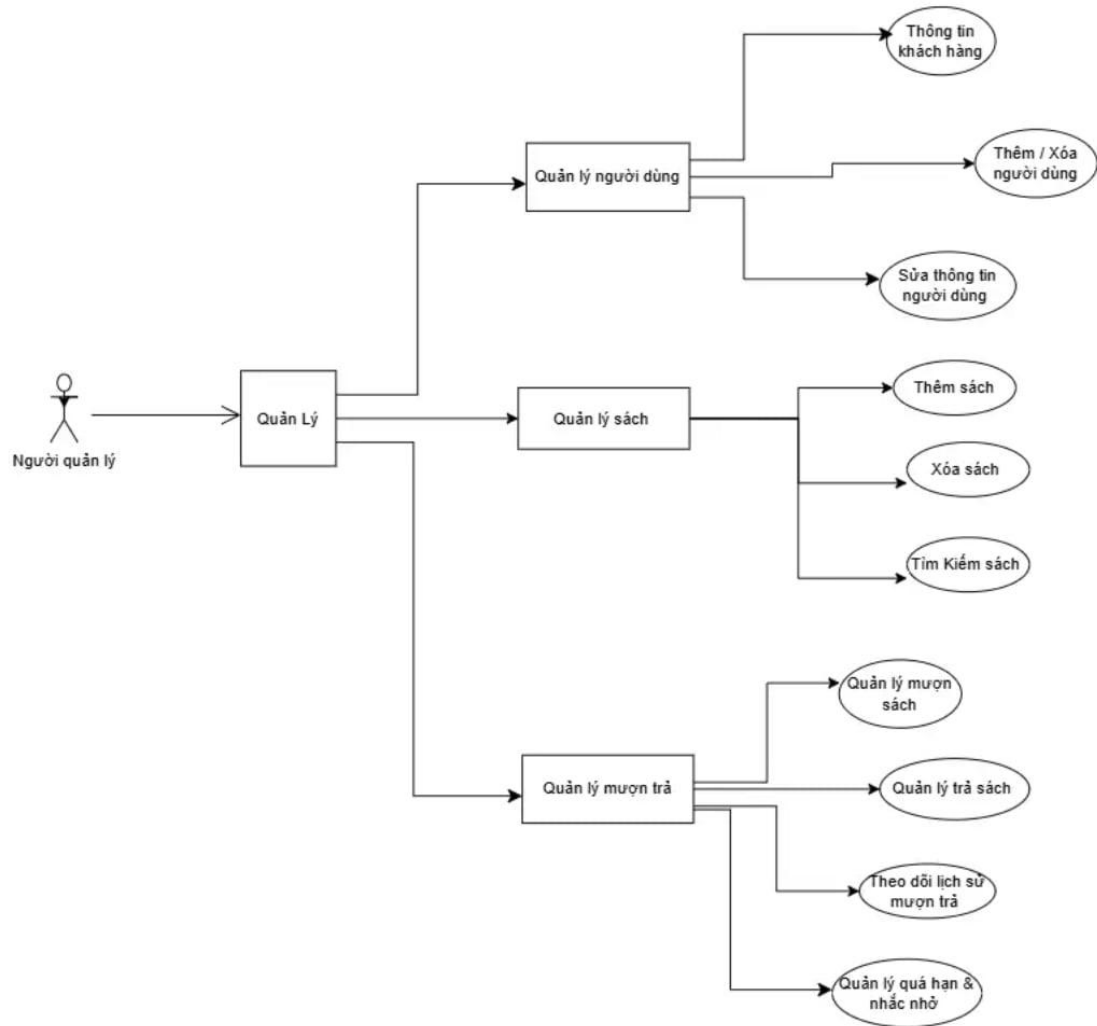 Thông tin
khách hàng
Thêm / Xóa
người dùng
Quản lý người dùng
Sửa thông tin
người dùng
Thêm sách
Quản Lý
Quản lý sách
Người quản lý
Xóa sách
Tìm Kiếm sách
Quản lý mượn
sách
Quản lý mượn trả
Quản lý trả sách
Theo dõi lịch sử
mượn trả
Quản lý quá hạn &
nhắc nhở